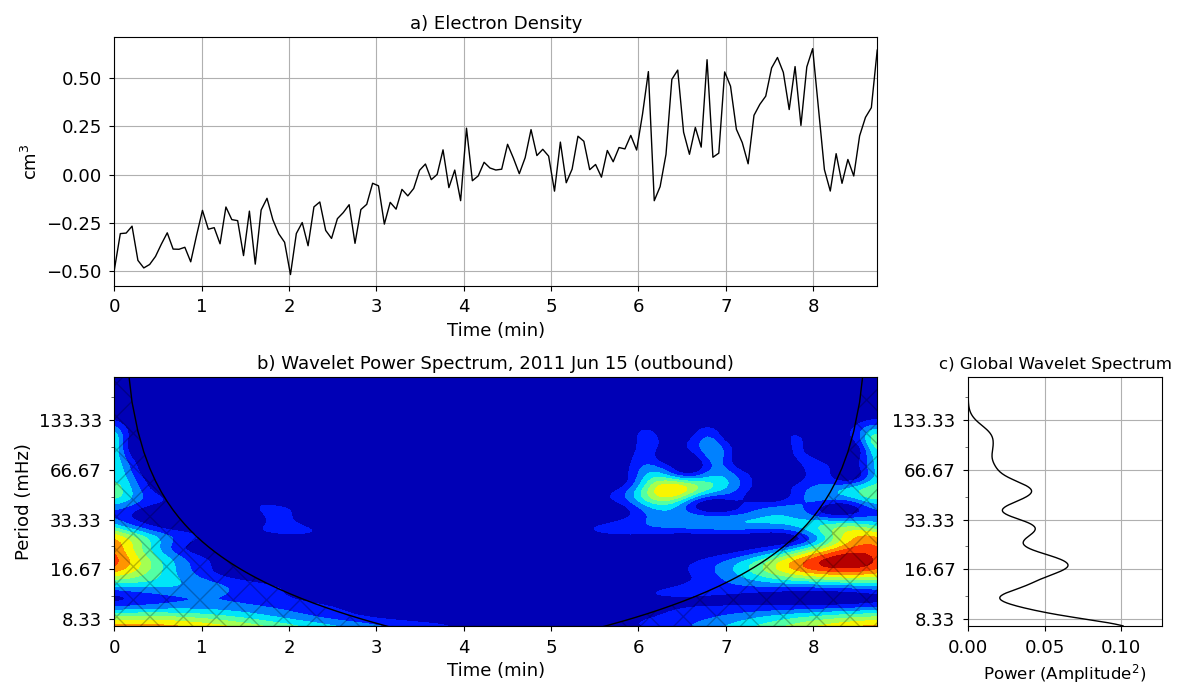 a) Electron Density
cm³
0.50
0.25
0.00
−0.25
−0.50
0 1 2 3 4 5 6 7 8
Time (min)
b) Wavelet Power Spectrum, 2011 Jun 15 (outbound)
Period (mHz)
133.33
66.67
33.33
16.67
8.33
0 1 2 3 4 5 6 7 8
Time (min)
c) Global Wavelet Spectrum
133.33
66.67
33.33
16.67
8.33
0.00 0.05 0.10
Power (Amplitude²)